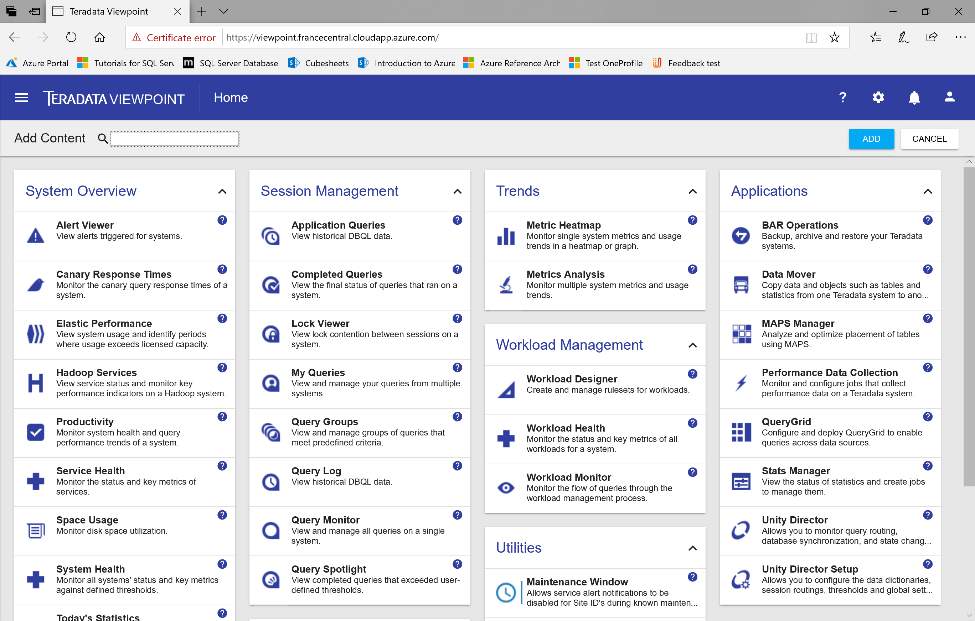 Teradata Viewpoint
Certificate error
https://viewpoint.francecentral.cloudapp.azure.com/
Azure Portal
Tutorials for SQL Serv
SQL Server Database
Cubesheets
Introduction to Azure
Azure Reference Arch
Test OneProfile
Feedback test
TERADATA VIEWPOINT
Home
?
Add Content
ADD
CANCEL
System Overview
Alert Viewer
View alerts triggered for systems.
Canary Response Times
Monitor the canary query response times of a
system.
Elastic Performance
View system usage and identify periods
where usage exceeds licensed capacity.
Hadoop Services
View service status and monitor key
performance indicators on a Hadoop system.
Productivity
Monitor system health and query
performance trends of a system.
Service Health
Monitor the status and key metrics of
services.
Space Usage
Monitor disk space utilization.
System Health
Monitor all systems' status and key metrics
against defined thresholds.
Today's Statistics
Session Management
Application Queries
View historical DBQL data.
Completed Queries
View the final status of queries that ran on a
system.
Lock Viewer
View lock contention between sessions on a
system.
My Queries
View and manage your queries from multiple
systems.
Query Groups
View and manage groups of queries that
meet predefined criteria.
Query Log
View historical DBQL data.
Query Monitor
View and manage all queries on a single
system.
Query Spotlight
View completed queries that exceeded user-
defined thresholds.
Trends
Metric Heatmap
Monitor single system metrics and usage
trends in a heatmap or graph.
Metrics Analysis
Monitor multiple system metrics and usage
trends.
Workload Management
Workload Designer
Create and manage rulesets for workloads.
Workload Health
Monitor the status and key metrics of all
workloads for a system.
Workload Monitor
Monitor the flow of queries through the
workload management process.
Utilities
Maintenance Window
Allows service alert notifications to be
disabled for Site ID's during known mainten...
Applications
BAR Operations
Backup, archive and restore your Teradata
systems.
Data Mover
Copy data and objects such as tables and
statistics from one Teradata system to ano...
MAPS Manager
Analyze and optimize placement of tables
using MAPS.
Performance Data Collection
Monitor and configure jobs that collect
performance data on a Teradata system
QueryGrid
Configure and deploy QueryGrid to enable
queries across data sources.
Stats Manager
View the status of statistics and create jobs
to manage them.
Unity Director
Allows you to monitor query routing,
database synchronization, and state chang...
Unity Director Setup
Allows you to configure the data dictionaries,
session routings, thresholds and global sett...